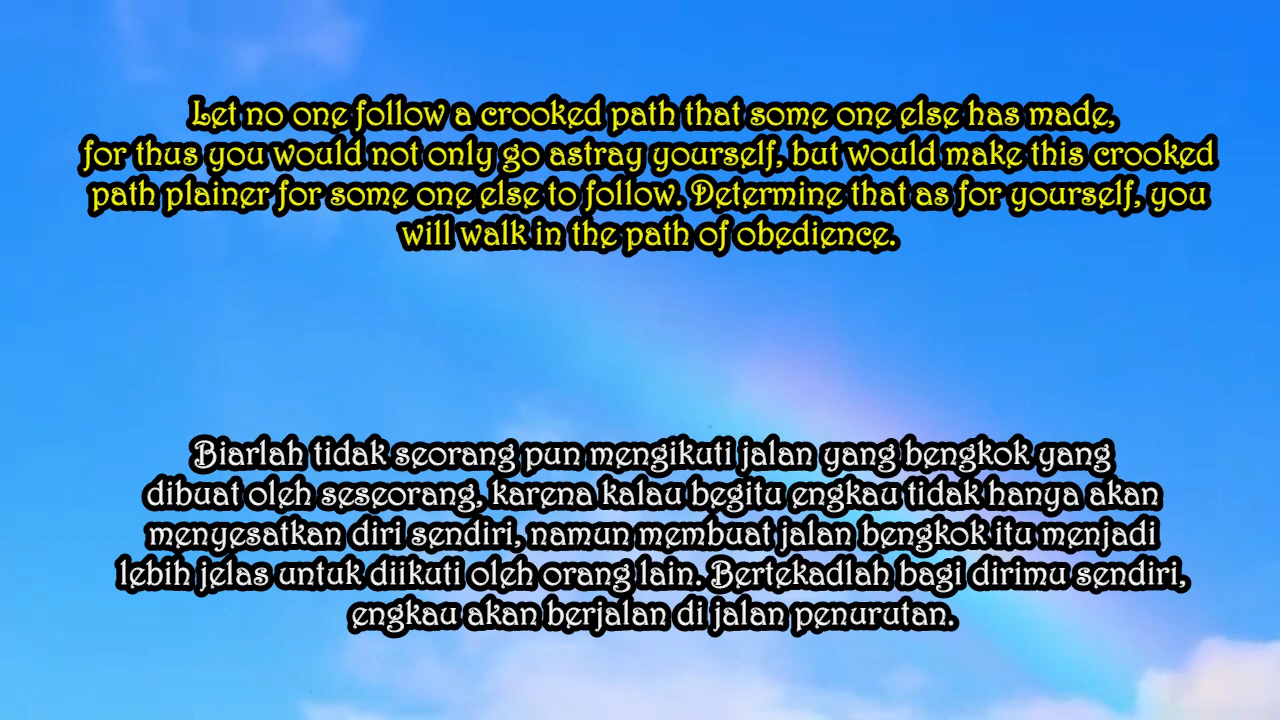 Let no one follow a crooked path that some one else has made,
for thus you would not only go astray yourself, but would make this crooked
path plainer for some one else to follow. Determine that as for yourself, you
will walk in the path of obedience.
Biarlah tidak seorang pun mengikuti jalan yang bengkok yang
dibuat oleh seseorang, karena kalau begitu engkau tidak hanya akan
menyesatkan diri sendiri, namun membuat jalan bengkok itu menjadi
lebih jelas untuk diikuti oleh orang lain. Bertekadlah bagi dirimu sendiri,
engkau akan berjalan di jalan penurutan.